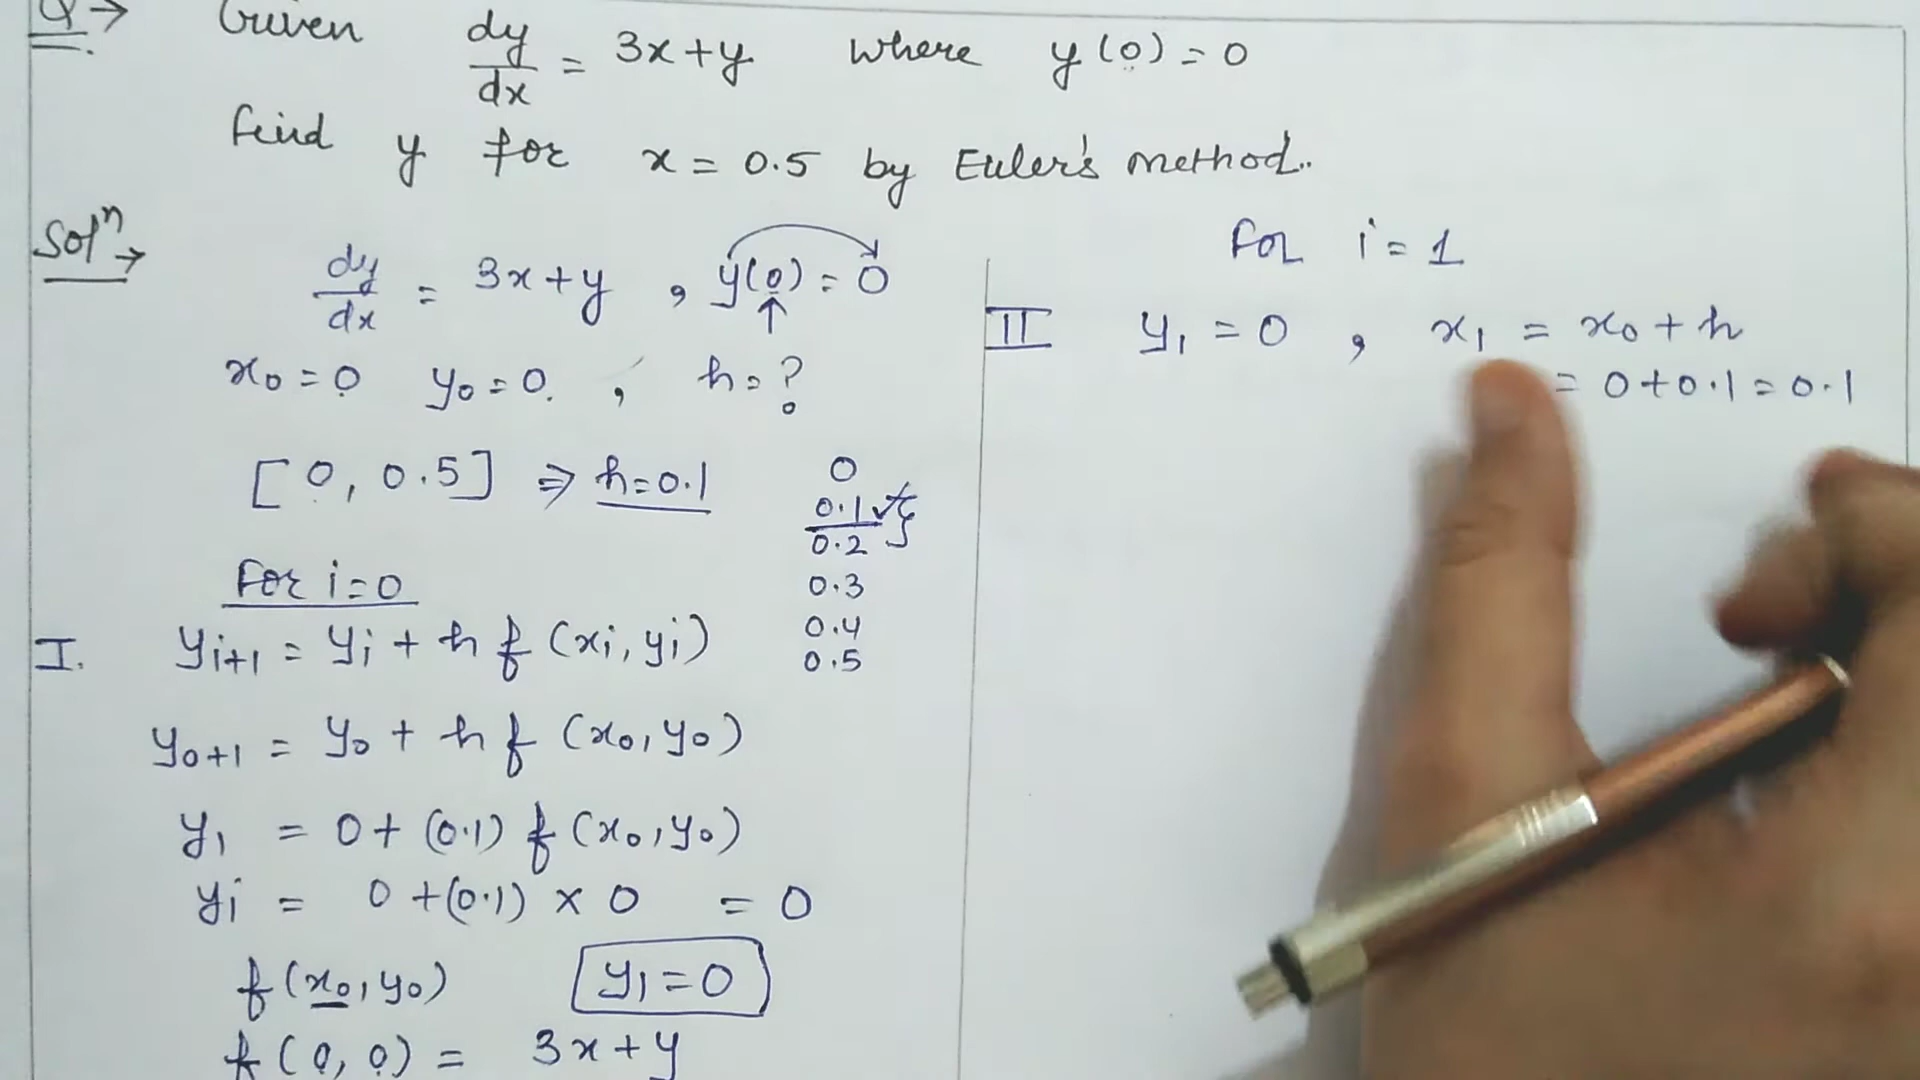 Q→ Given dy/dx = 3x+y where y(0)=0
find y for x = 0.5 by Euler's method..
Solⁿ→
dy/dx = 3x+y , y(0) = 0
↑
x₀ = 0 y₀ = 0. , h = ?
[0, 0.5] ⇒ h=0.1
0
0.1 ✓
0.2
0.3
0.4
0.5
For i=0
I. yᵢ₊₁ = yᵢ + h f (xᵢ, yᵢ)
y₀₊₁ = y₀ + h f (x₀, y₀)
y₁ = 0 + (0.1) f (x₀, y₀)
yi = 0 + (0.1) × 0 = 0
f (x₀, y₀) y₁ = 0
f (0, 0) = 3x + y
For i = 1
II y₁ = 0 , x₁ = x₀ + h
= 0 + 0.1 = 0.1